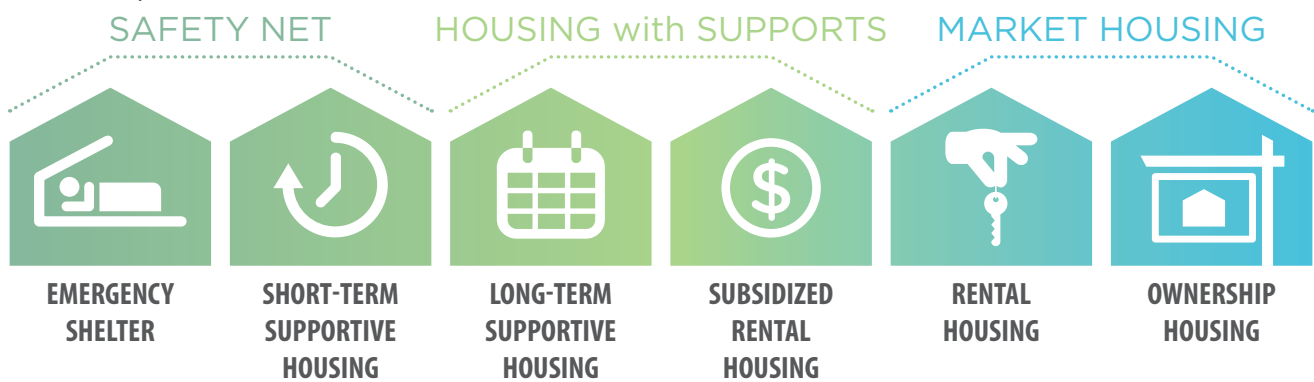 SAFETY NET
HOUSING with SUPPORTS
MARKET HOUSING
$
EMERGENCY
SHELTER
SHORT-TERM
SUPPORTIVE
HOUSING
LONG-TERM
SUPPORTIVE
HOUSING
SUBSIDIZED
RENTAL
HOUSING
RENTAL
HOUSING
OWNERSHIP
HOUSING